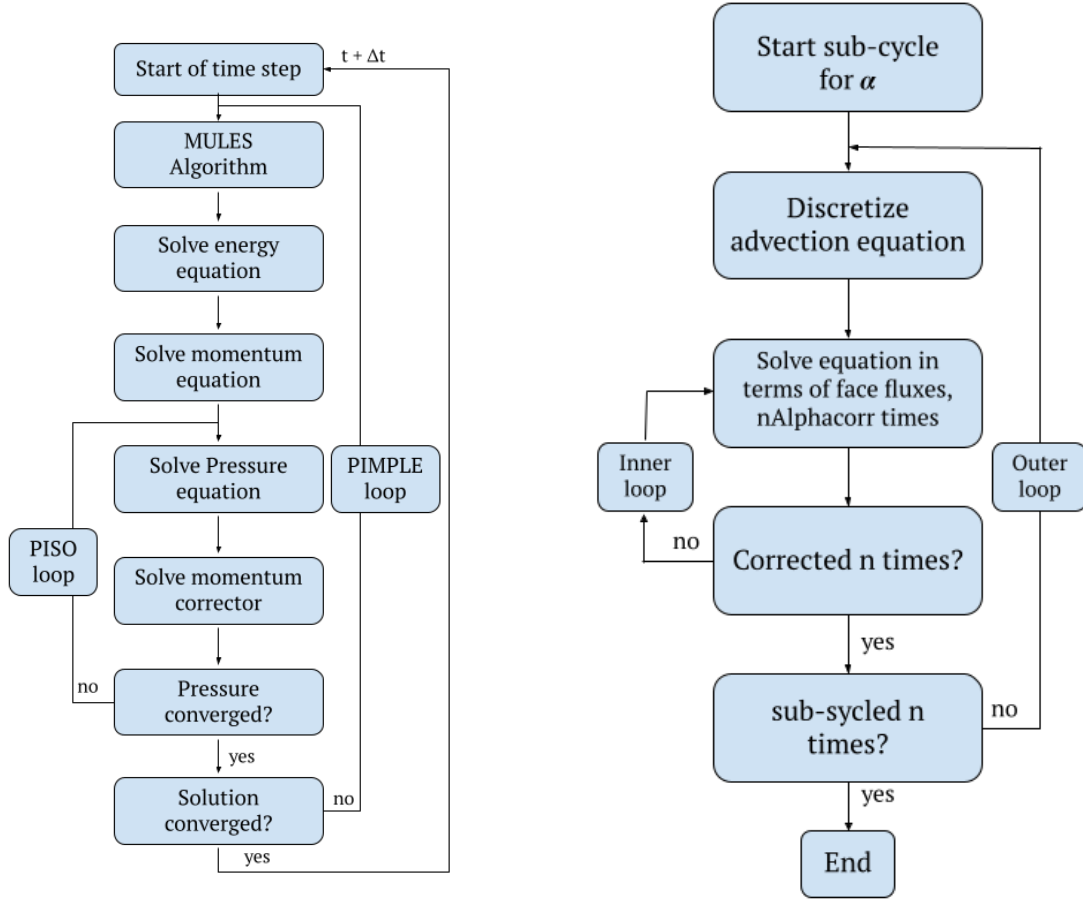 Start of time step
t + Δt
MULES
Algorithm
Solve energy
equation
Solve momentum
equation
Solve Pressure
equation
PIMPLE
loop
PISO
loop
Solve momentum
corrector
no
Pressure
converged?
yes
Solution
converged?
no
yes
Start sub-cycle
for α
Discretize
advection equation
Solve equation in
terms of face fluxes,
nAlphacorr times
Inner
loop
Outer
loop
no
Corrected n times?
yes
sub-sycled n
times?
no
yes
End